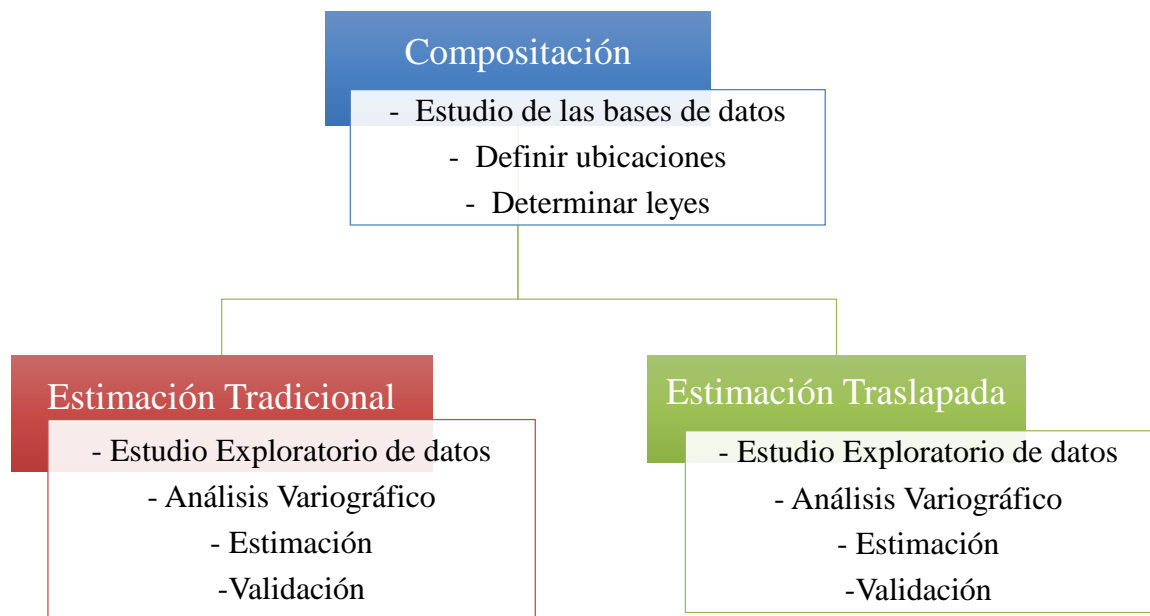 Compositación
- Estudio de las bases de datos
- Definir ubicaciones
- Determinar leyes
Estimación Tradicional
- Estudio Exploratorio de datos
- Análisis Variográfico
- Estimación
-Validación
Estimación Traslapada
- Estudio Exploratorio de datos
- Análisis Variográfico
- Estimación
-Validación